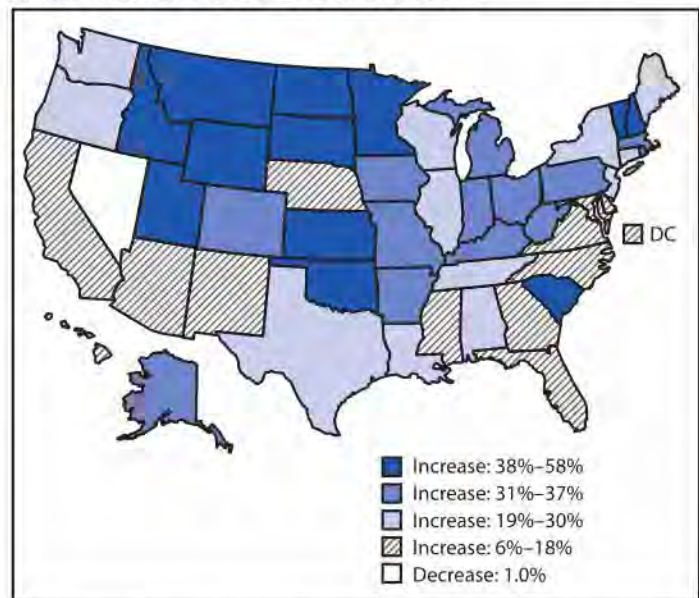 DC
Increase: 38%–58%
Increase: 31%–37%
Increase: 19%–30%
Increase: 6%–18%
Decrease: 1.0%